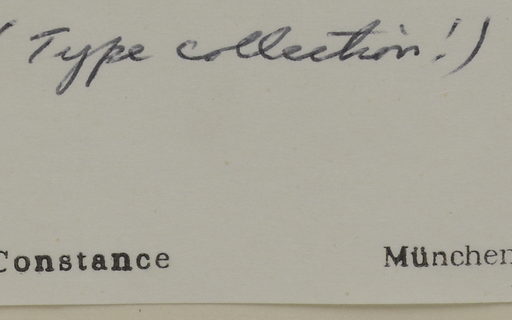 (Type collection!)
Constance München